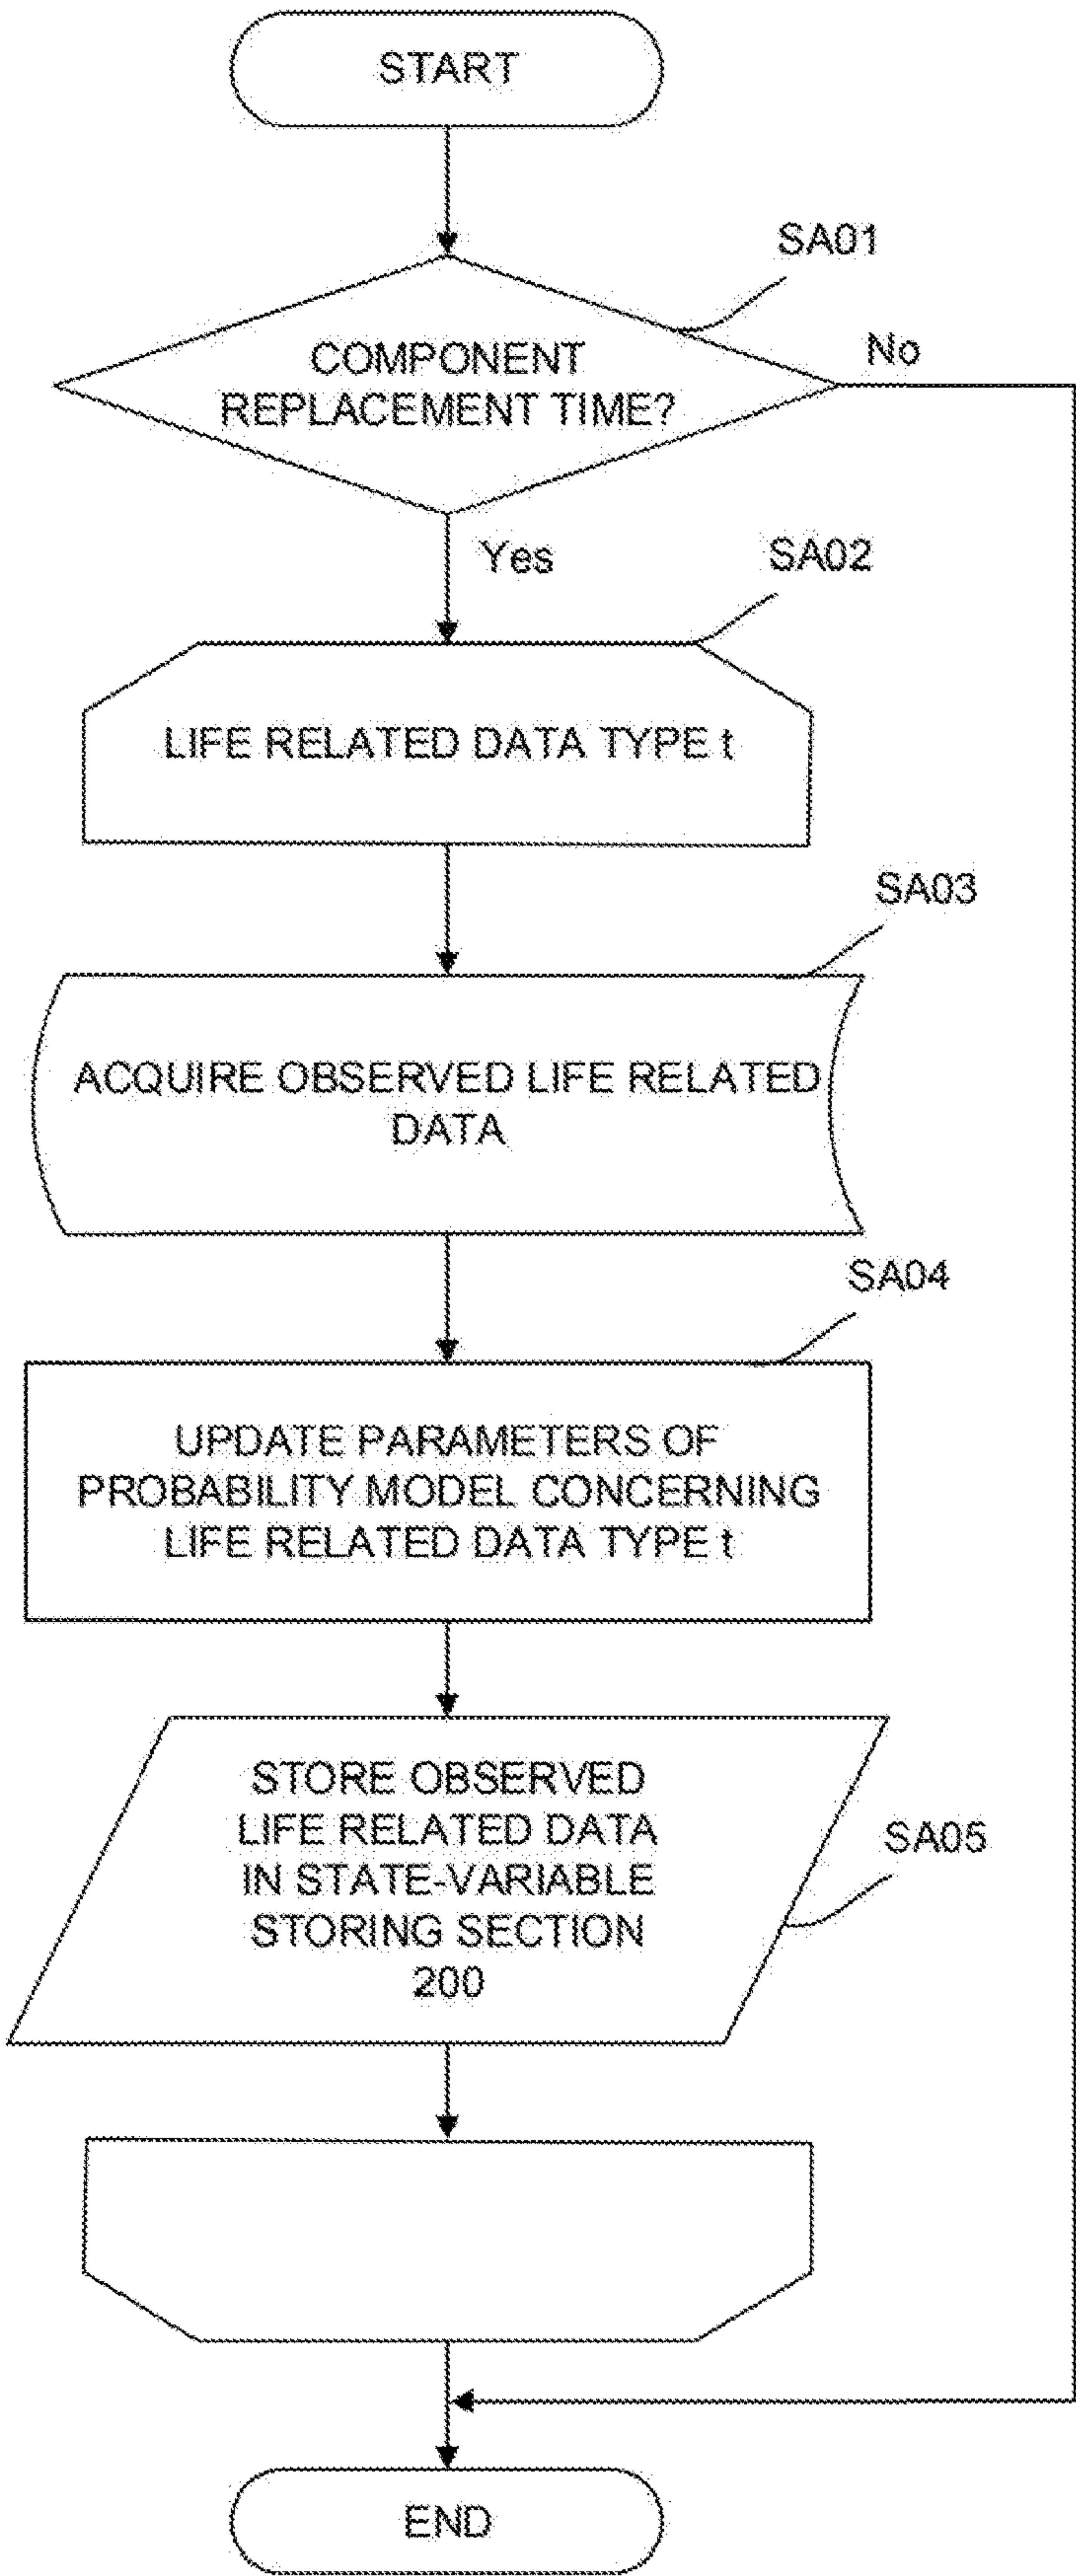 START
SA01
COMPONENT
REPLACEMENT TIME?
No
Yes
SA02
LIFE RELATED DATA TYPE t
SA03
ACQUIRE OBSERVED LIFE RELATED
DATA
SA04
UPDATE PARAMETERS OF
PROBABILITY MODEL CONCERNING
LIFE RELATED DATA TYPE t
STORE OBSERVED
LIFE RELATED DATA
IN STATE-VARIABLE
STORING SECTION
200
SA05
END